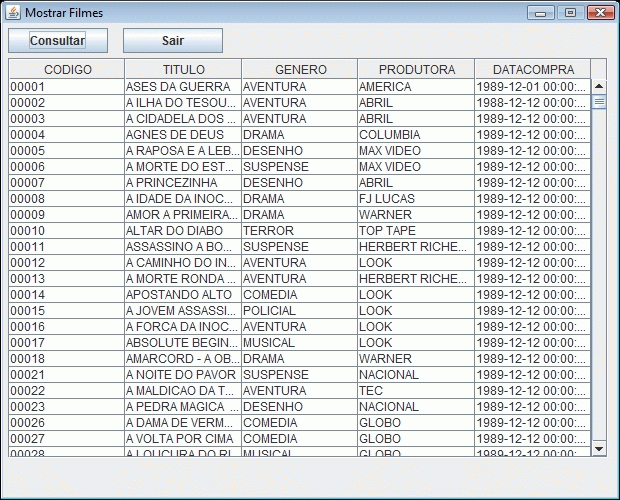 Mostrar Filmes
Consultar Sair
CODIGO TITULO GENERO PRODUTORA DATACOMPRA
00001 ASES DA GUERRA AVENTURA AMERICA 1989-12-01 00:00:...
00002 A ILHA DO TESOU... AVENTURA ABRIL 1988-12-12 00:00:...
00003 A CIDADELA DOS ... AVENTURA ABRIL 1989-12-12 00:00:...
00004 AGNES DE DEUS DRAMA COLUMBIA 1989-12-12 00:00:...
00005 A RAPOSA E A LEB... DESENHO MAX VIDEO 1989-12-12 00:00:...
00006 A MORTE DO EST... SUSPENSE MAX VIDEO 1989-12-12 00:00:...
00007 A PRINCEZINHA DESENHO ABRIL 1989-12-12 00:00:...
00008 A IDADE DA INOC... DRAMA FJ LUCAS 1989-12-12 00:00:...
00009 AMOR A PRIMEIRA... DRAMA WARNER 1989-12-12 00:00:...
00010 ALTAR DO DIABO TERROR TOP TAPE 1989-12-12 00:00:...
00011 ASSASSINO A BO... SUSPENSE HERBERT RICHE... 1989-12-12 00:00:...
00012 A CAMINHO DO IN... AVENTURA LOOK 1989-12-12 00:00:...
00013 A MORTE RONDA ... AVENTURA HERBERT RICHE... 1989-12-12 00:00:...
00014 APOSTANDO ALTO COMEDIA LOOK 1989-12-12 00:00:...
00015 A JOVEM ASSASSI... POLICIAL LOOK 1989-12-12 00:00:...
00016 A FORCA DA INOC... AVENTURA LOOK 1989-12-12 00:00:...
00017 ABSOLUTE BEGIN... MUSICAL LOOK 1989-12-12 00:00:...
00018 AMARCORD - A OB... DRAMA WARNER 1989-12-12 00:00:...
00021 A NOITE DO PAVOR SUSPENSE NACIONAL 1989-12-12 00:00:...
00022 A MALDICAO DA T... AVENTURA TEC 1989-12-12 00:00:...
00023 A PEDRA MAGICA ... DESENHO NACIONAL 1989-12-12 00:00:...
00026 A DAMA DE VERM... COMEDIA GLOBO 1989-12-12 00:00:...
00027 A VOLTA POR CIMA COMEDIA GLOBO 1989-12-12 00:00:...
00028 A LOUCURA DO RI... MUSICAL GLOBO 1989-12-12 00:00:...